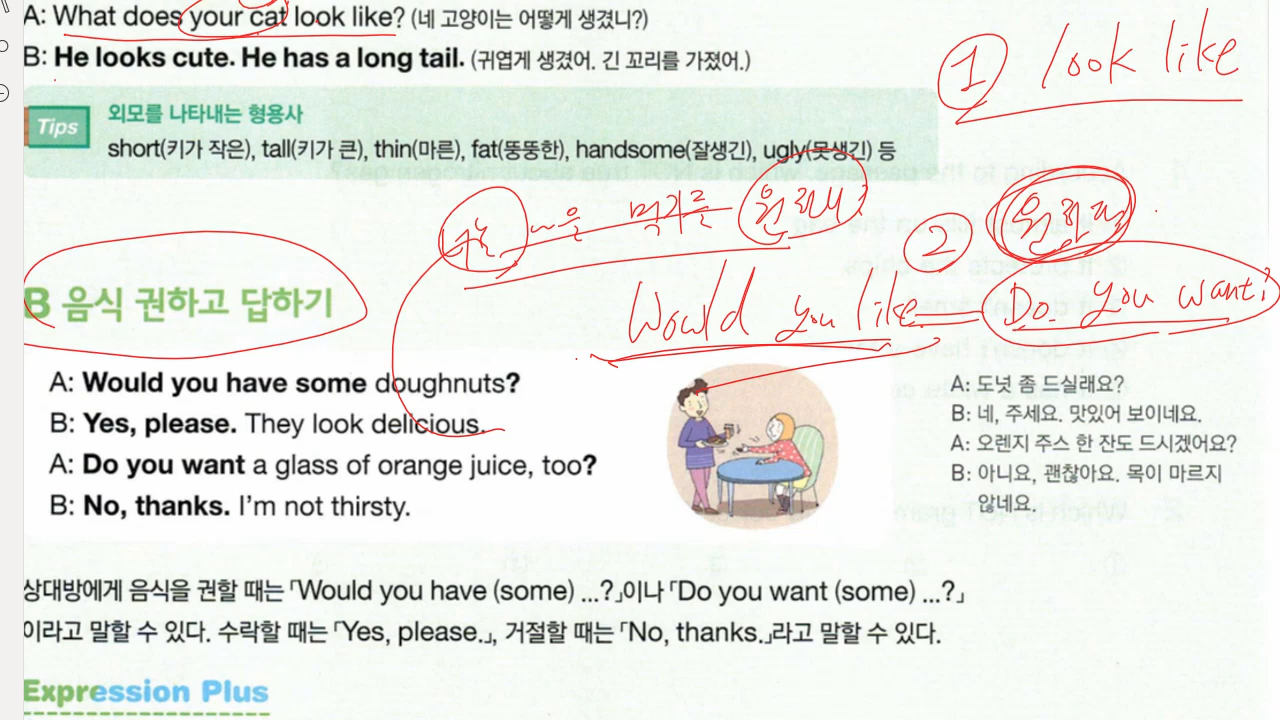 A: What does your cat look like? (네 고양이는 어떻게 생겼니?)
B: He looks cute. He has a long tail. (귀엽게 생겼어. 긴 꼬리를 가졌어.)
① look like
Tips 외모를 나타내는 형용사
short(키가 작은), tall(키가 큰), thin(마른), fat(뚱뚱한), handsome(잘생긴), ugly(못생긴) 등
너는 ~을 먹기를 원하니
② 원하다
Would you like = Do you want?
B 음식 권하고 답하기
A: Would you have some doughnuts?
B: Yes, please. They look delicious.
A: Do you want a glass of orange juice, too?
B: No, thanks. I'm not thirsty.
A: 도넛 좀 드실래요?
B: 네, 주세요. 맛있어 보이네요.
A: 오렌지 주스 한 잔도 드시겠어요?
B: 아니요, 괜찮아요. 목이 마르지
않네요.
상대방에게 음식을 권할 때는 「Would you have (some) ...?」이나 「Do you want (some) ...?」
이라고 말할 수 있다. 수락할 때는 「Yes, please.」, 거절할 때는 「No, thanks.」라고 말할 수 있다.
Expression Plus